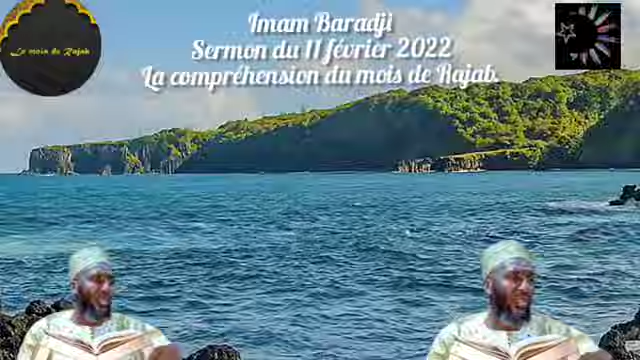 Imam Baradji
Sermon du 11 février 2022
La compréhension du mois de Rajab.
Le mois de Rajab